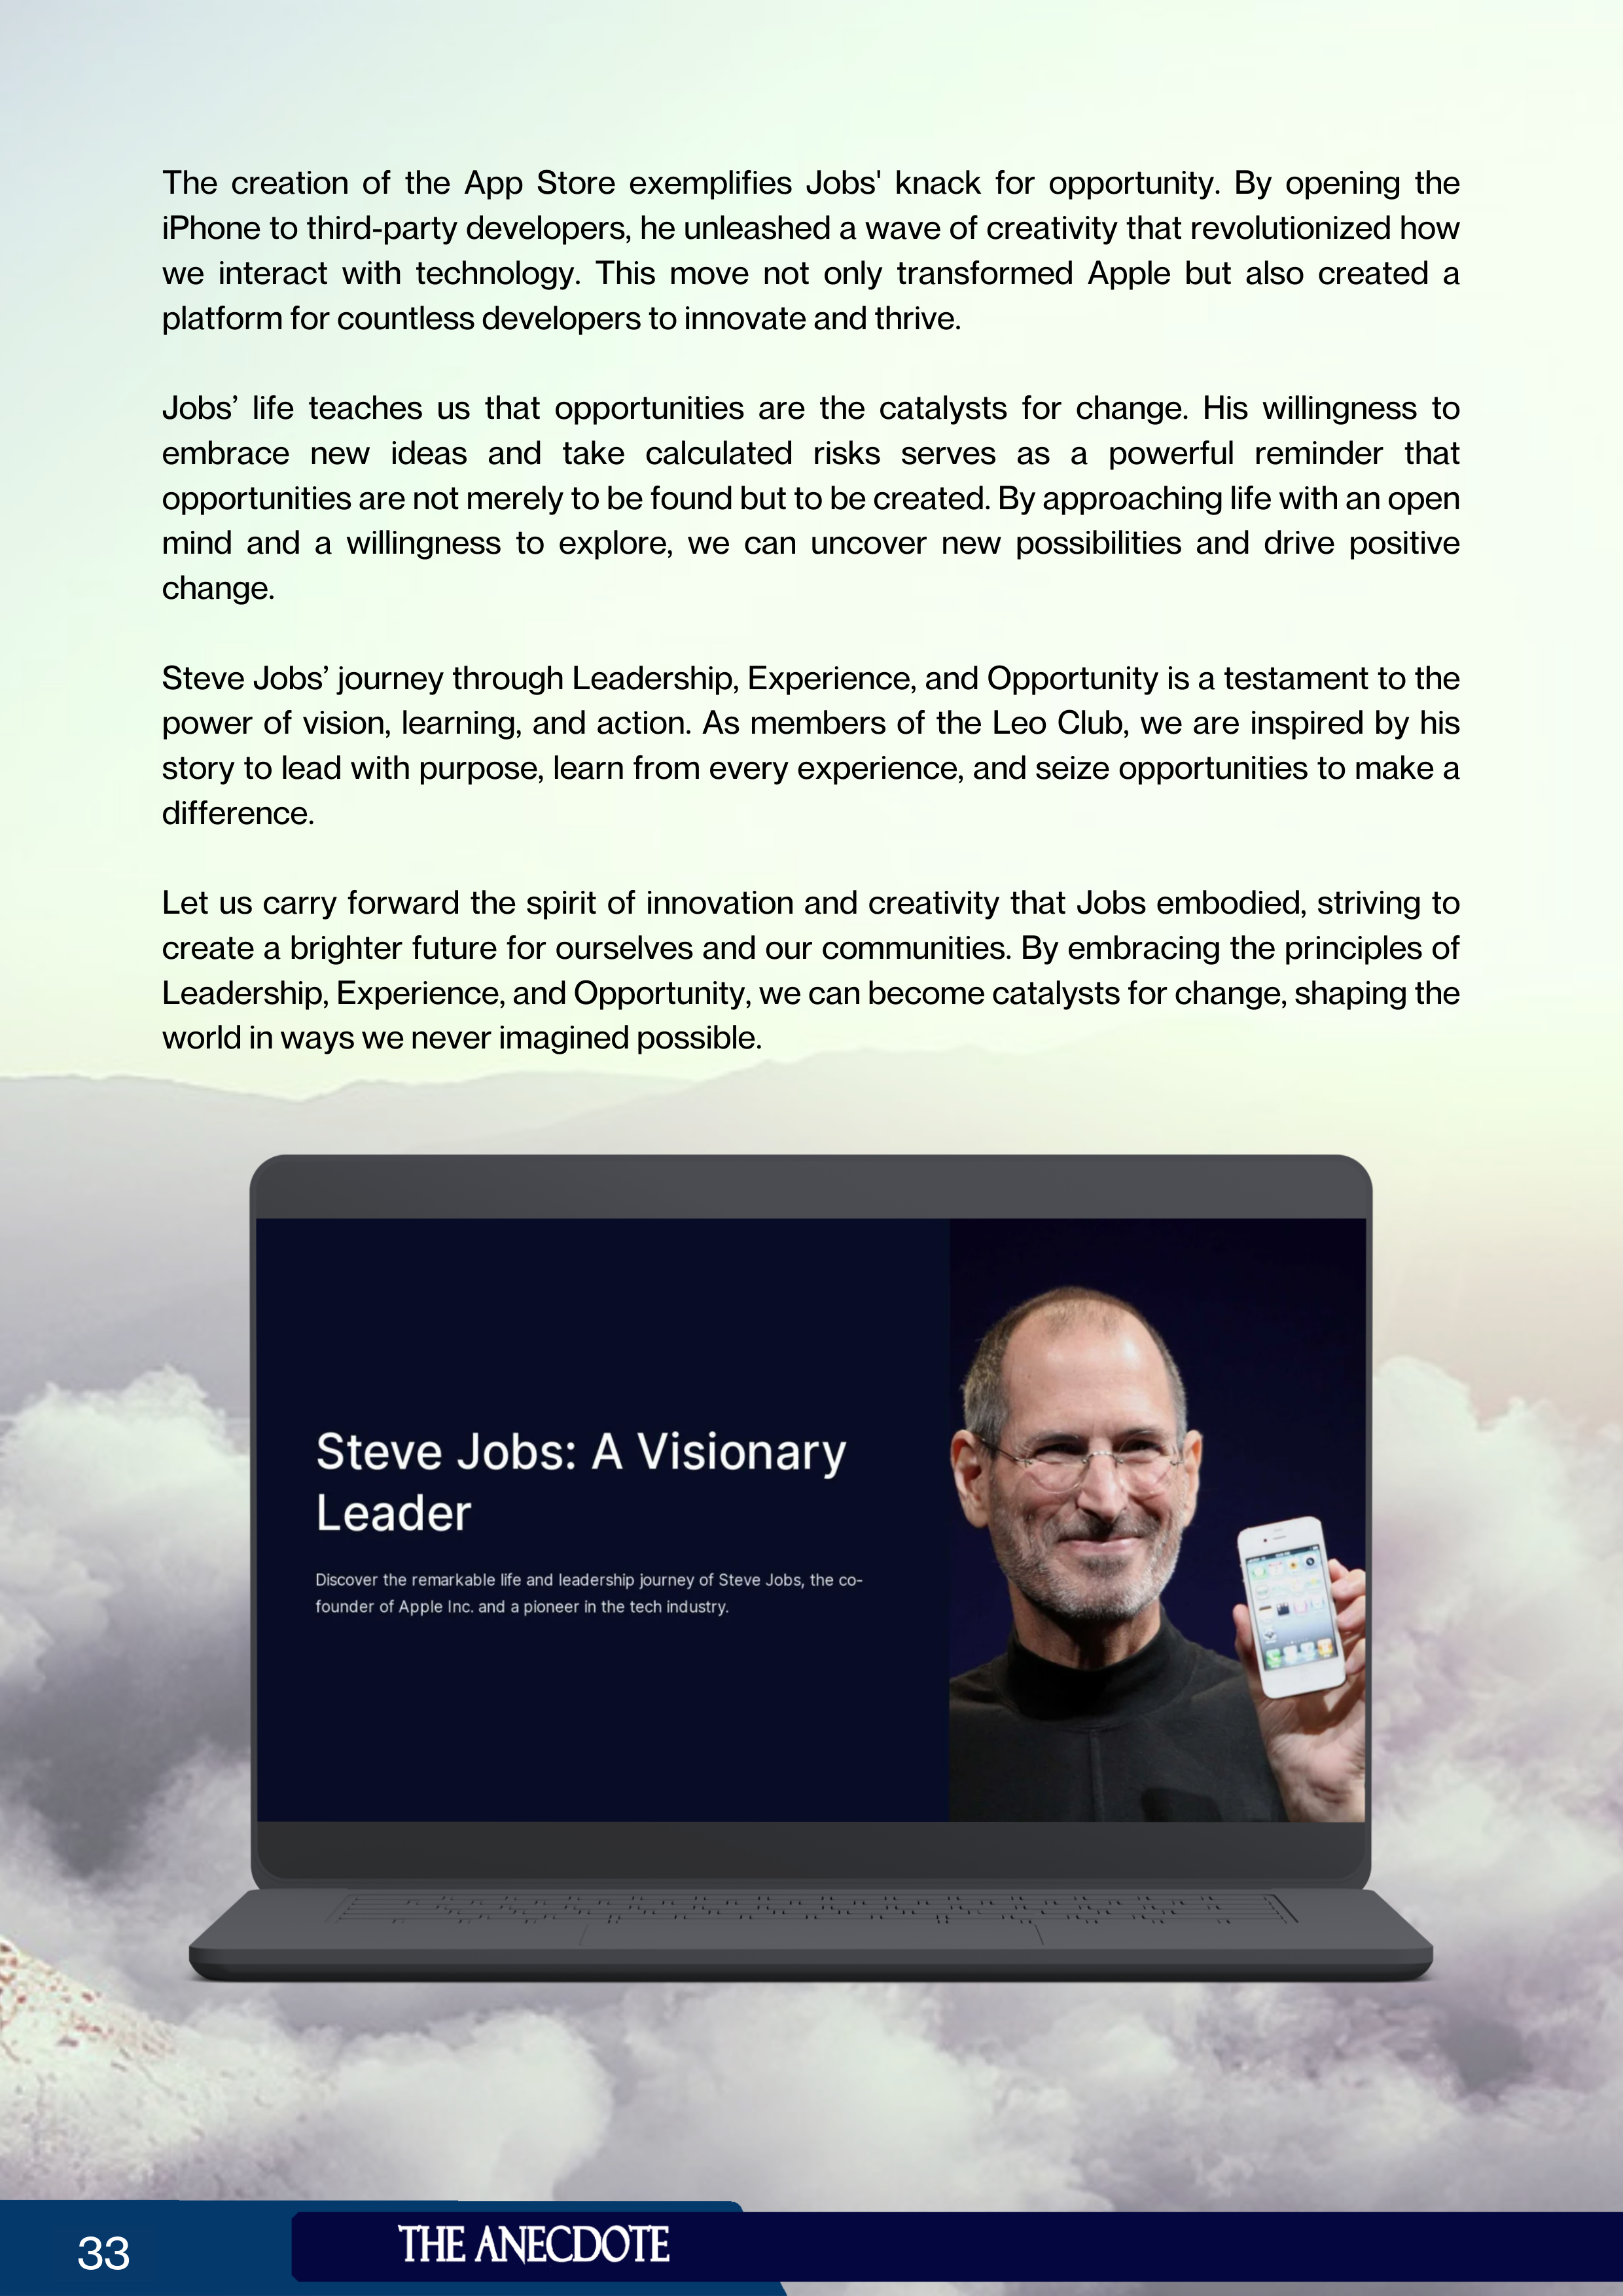 The creation of the App Store exemplifies Jobs' knack for opportunity. By opening the
iPhone to third-party developers, he unleashed a wave of creativity that revolutionized how
we interact with technology. This move not only transformed Apple but also created a
platform for countless developers to innovate and thrive.
Jobs’ life teaches us that opportunities are the catalysts for change. His willingness to
embrace new ideas and take calculated risks serves as a powerful reminder that
opportunities are not merely to be found but to be created. By approaching life with an open
mind and a willingness to explore, we can uncover new possibilities and drive positive
change.
Steve Jobs’ journey through Leadership, Experience, and Opportunity is a testament to the
power of vision, learning, and action. As members of the Leo Club, we are inspired by his
story to lead with purpose, learn from every experience, and seize opportunities to make a
difference.
Let us carry forward the spirit of innovation and creativity that Jobs embodied, striving to
create a brighter future for ourselves and our communities. By embracing the principles of
Leadership, Experience, and Opportunity, we can become catalysts for change, shaping the
world in ways we never imagined possible.
Steve Jobs: A Visionary
Leader
Discover the remarkable life and leadership journey of Steve Jobs, the co-
founder of Apple Inc. and a pioneer in the tech industry.
33
THE ANECDOTE